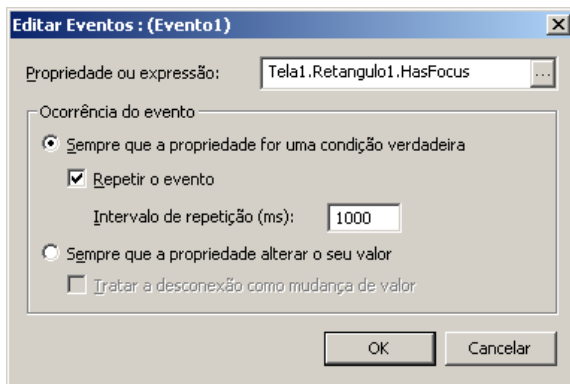 Editar Eventos : (Evento1)
Propriedade ou expressão: Tela1.Retangulo1.HasFocus ...
Ocorrência do evento
Sempre que a propriedade for uma condição verdadeira
Repetir o evento
Intervalo de repetição (ms): 1000
Sempre que a propriedade alterar o seu valor
Tratar a desconexão como mudança de valor
OK Cancelar